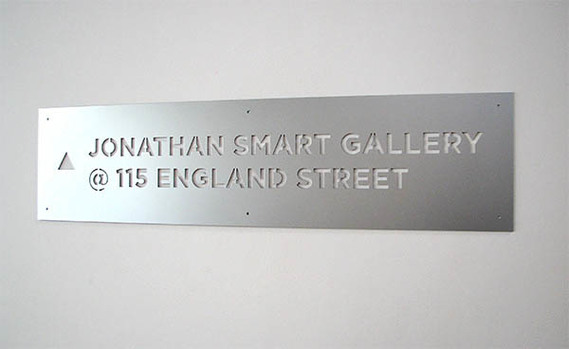 JONATHAN SMART GALLERY
@ 115 ENGLAND STREET